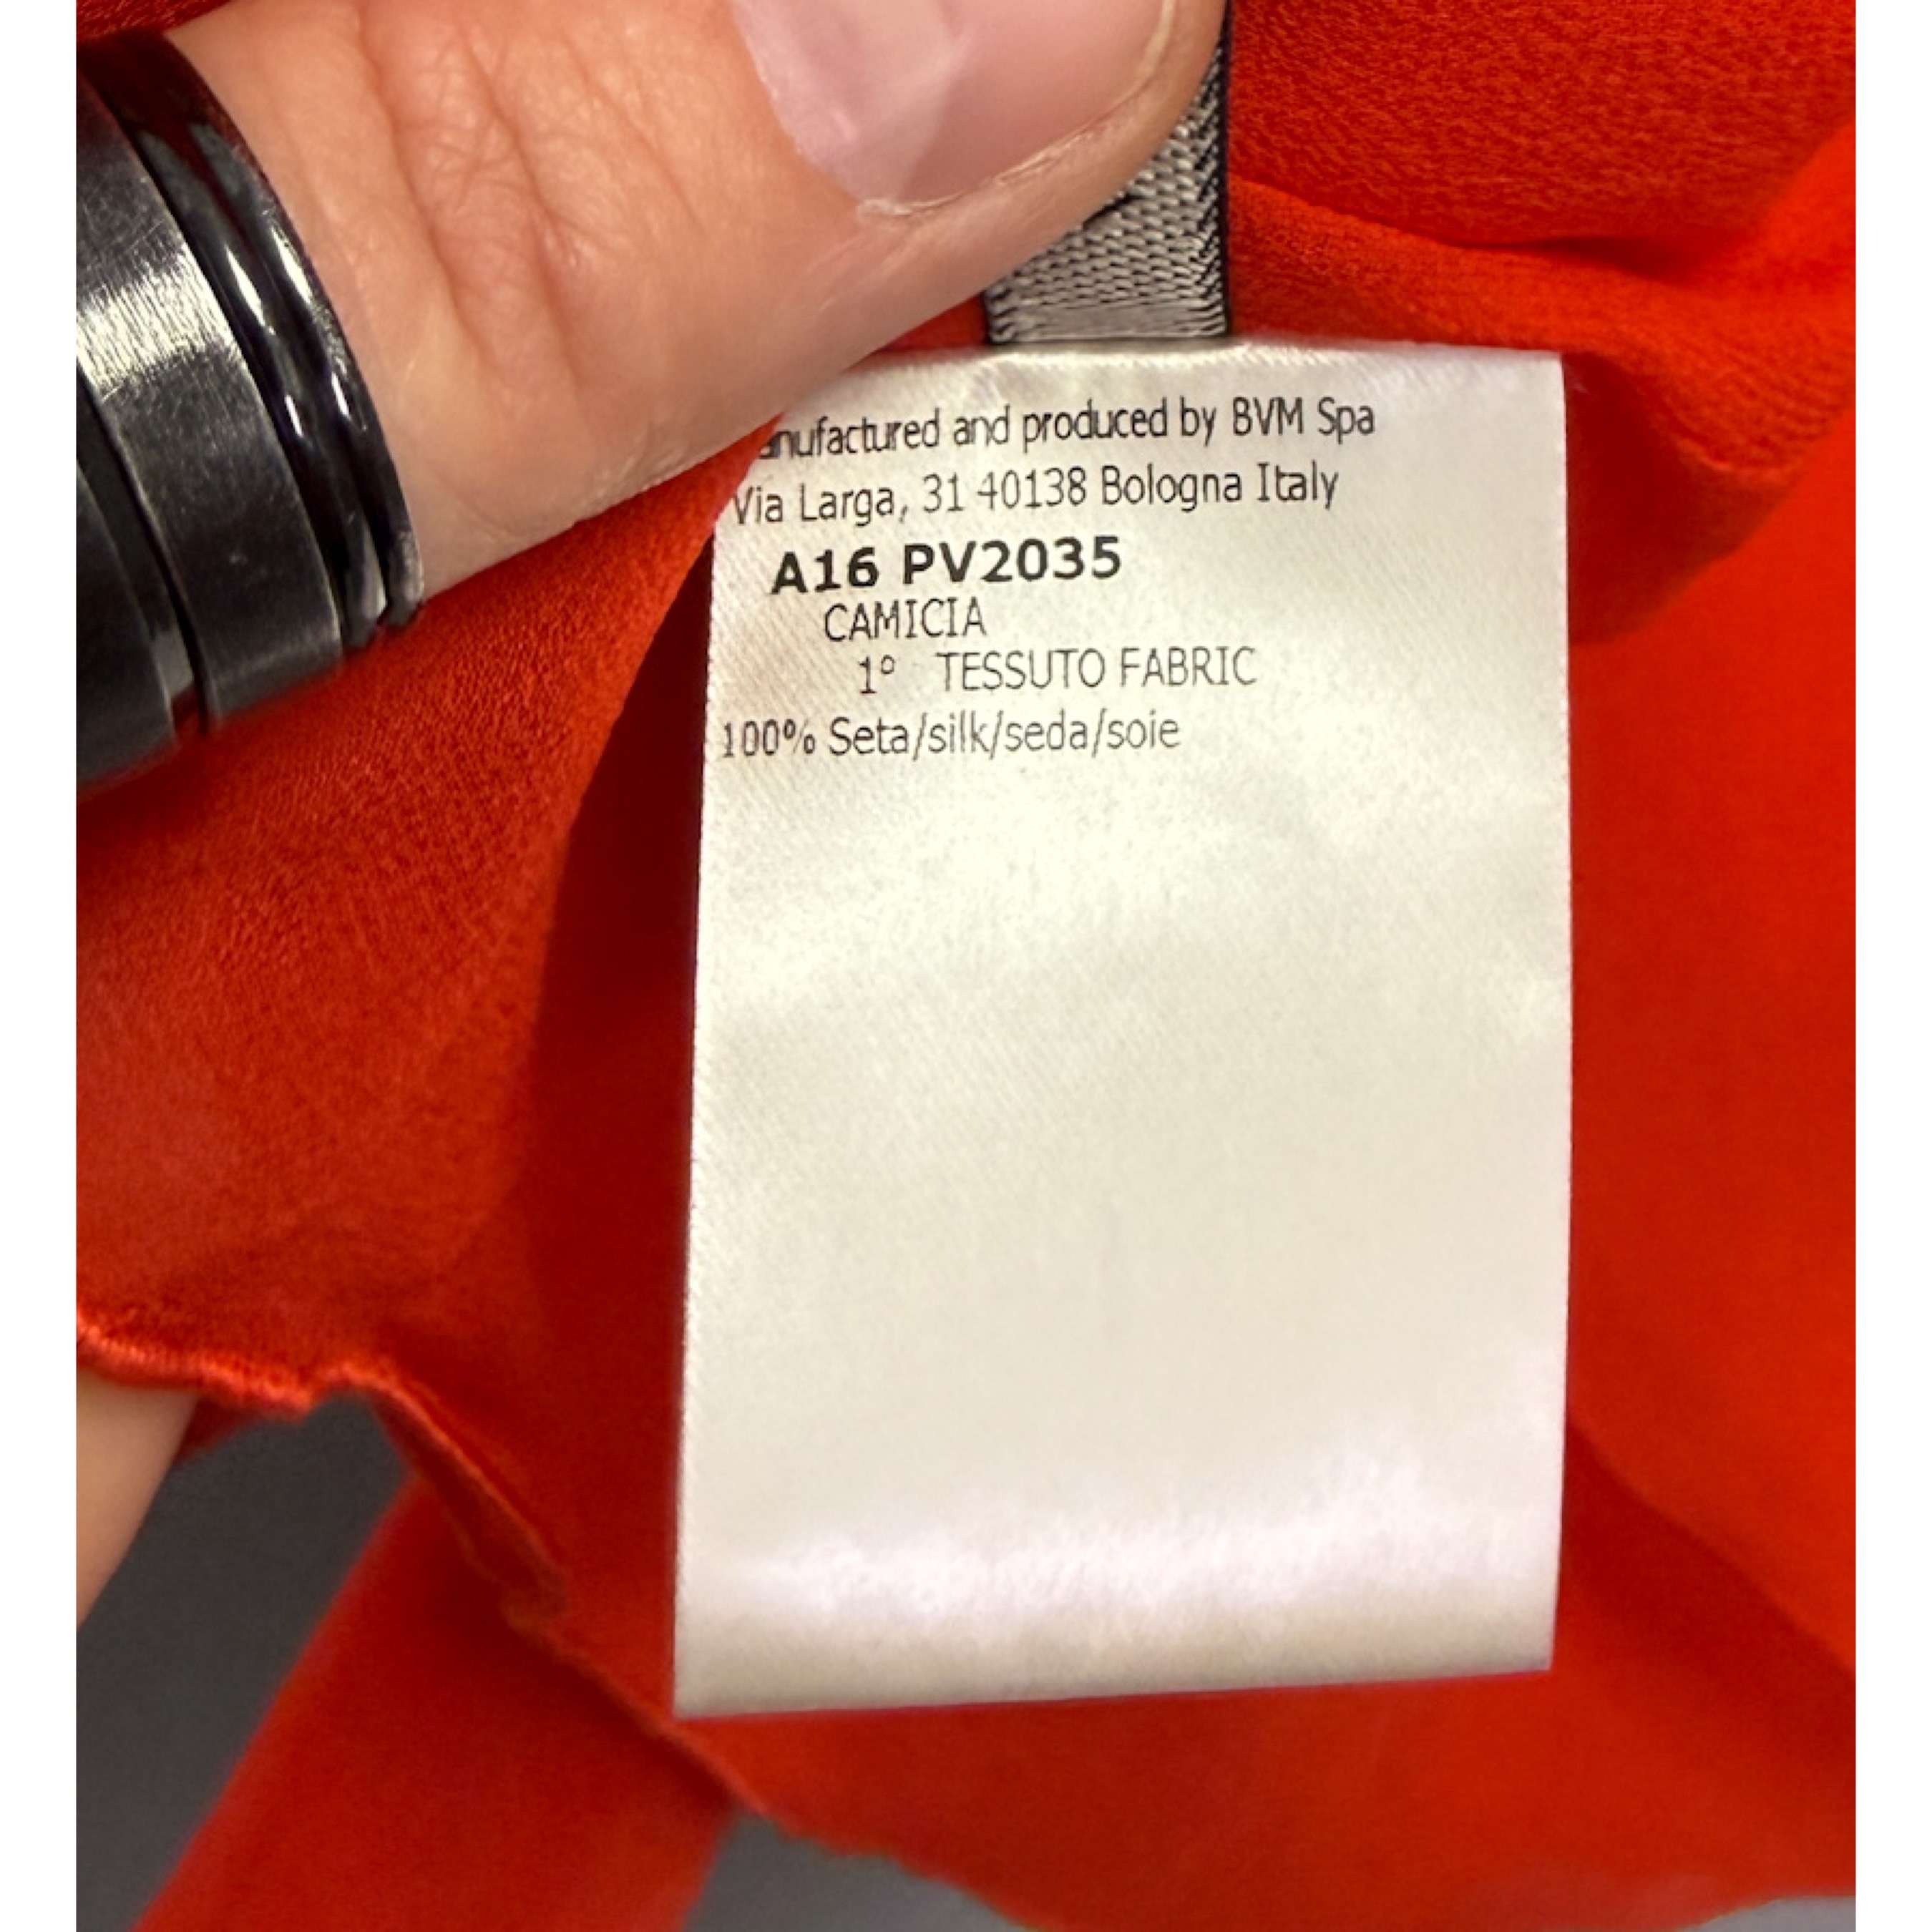 and produced by BVM Spa
Via Larga, 31 40138 Bologna Italy
A16 PV2035
CAMICIA
1° TESSUTO FABRIC
100% Seta/silk/seda/soie